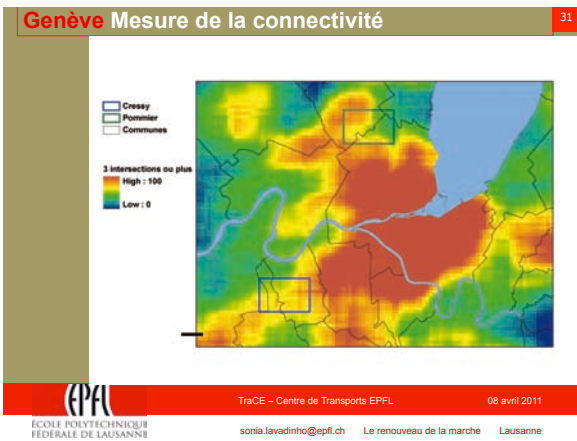 Genève Mesure de la connectivité
31
Cressy
Pommier
Communes
3 intersections ou plus
High : 100
Low : 0
EPFL
ÉCOLE POLYTECHNIQUE
FÉDÉRALE DE LAUSANNE
TraCE – Centre de Transports EPFL 08 avril 2011
sonia.lavadinho@epfl.ch Le renouveau de la marche Lausanne